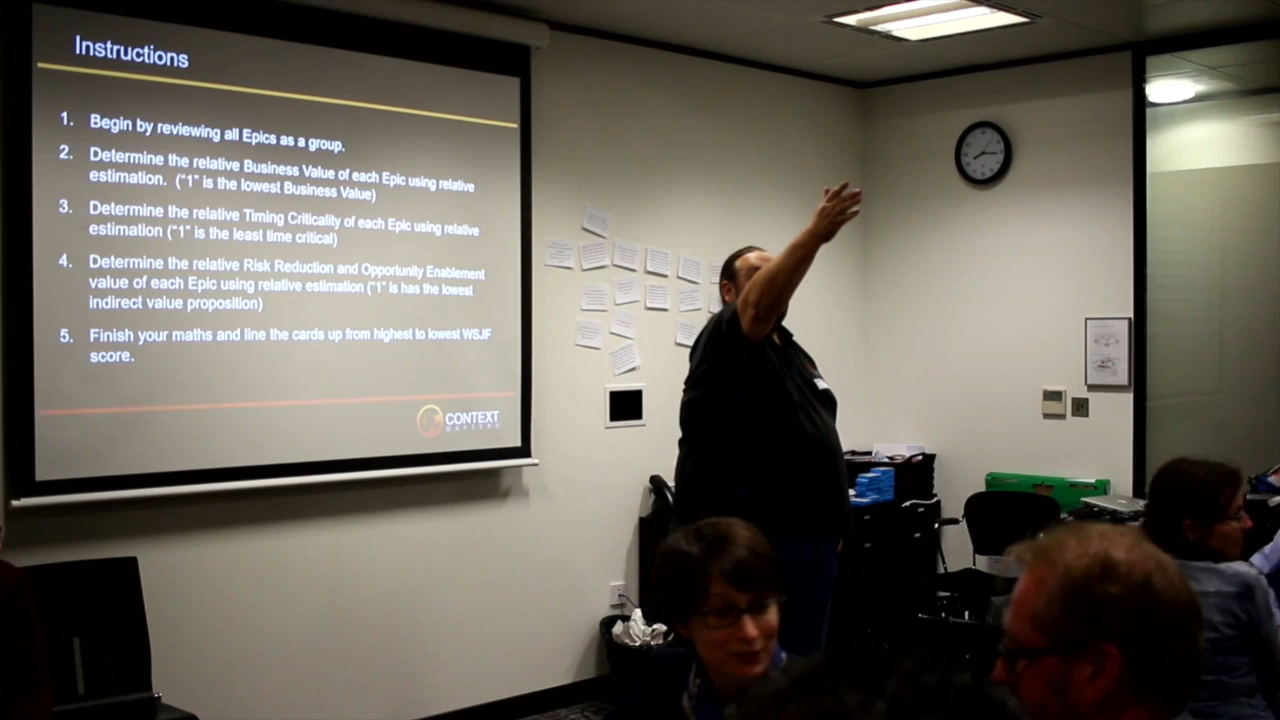 Instructions
1. Begin by reviewing all Epics as a group.
2. Determine the relative Business Value of each Epic using relative
estimation. ("1" is the lowest Business Value)
3. Determine the relative Timing Criticality of each Epic using relative
estimation ("1" is the least time critical)
4. Determine the relative Risk Reduction and Opportunity Enablement
value of each Epic using relative estimation ("1" is has the lowest
indirect value proposition)
5. Finish your maths and line the cards up from highest to lowest WSJF
score.
CONTEXT
MATTERS